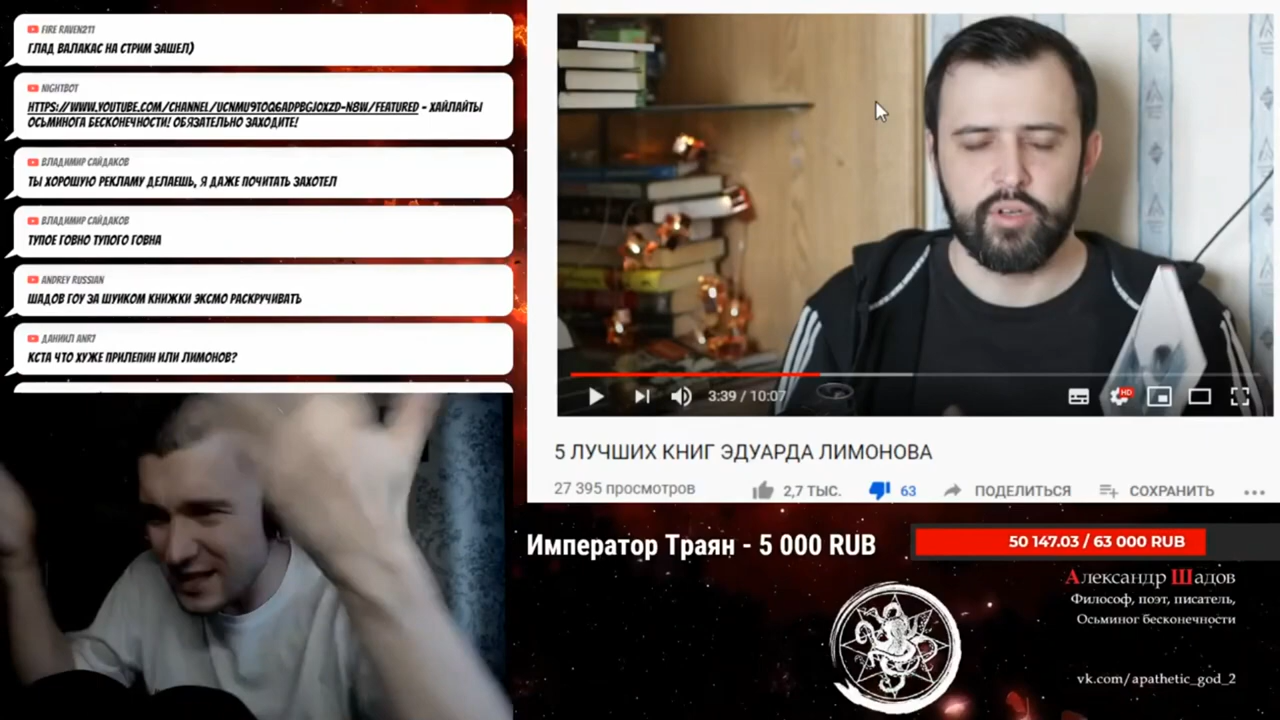 FIRE RAVEN211
ГЛАД ВАЛАКАС НА СТРИМ ЗАШЕЛ)
NIGHTBOT
HTTPS://WWW.YOUTUBE.COM/CHANNEL/UCNMU9TOQ6ADPBGJOXZD-N8W/FEATURED - ХАЙЛАЙТЫ
ОСЬМИНОГА БЕСКОНЕЧНОСТИ! ОБЯЗАТЕЛЬНО ЗАХОДИТЕ!
ВЛАДИМИР САЙДАКОВ
ТЫ ХОРОШУЮ РЕКЛАМУ ДЕЛАЕШЬ, Я ДАЖЕ ПОЧИТАТЬ ЗАХОТЕЛ
ВЛАДИМИР САЙДАКОВ
ТУПОЕ ГОВНО ТУПОГО ГОВНА
ANDREY RUSSIAN
ШАДОВ ГОУ ЗА ШУИКОМ КНИЖКИ ЭКСМО РАСКРУЧИВАТЬ
ДАНИИЛ ANR7
КСТА ЧТО ХУЖЕ ПРИЛЕПИН ИЛИ ЛИМОНОВ?
3:39 / 10:07
HD
5 ЛУЧШИХ КНИГ ЭДУАРДА ЛИМОНОВА
27 395 просмотров
2,7 ТЫС.
63
ПОДЕЛИТЬСЯ
СОХРАНИТЬ
Император Траян - 5 000 RUB
50 147.03 / 63 000 RUB
Александр Шадов
Философ, поэт, писатель,
Осьминог бесконечности
vk.com/apathetic_god_2